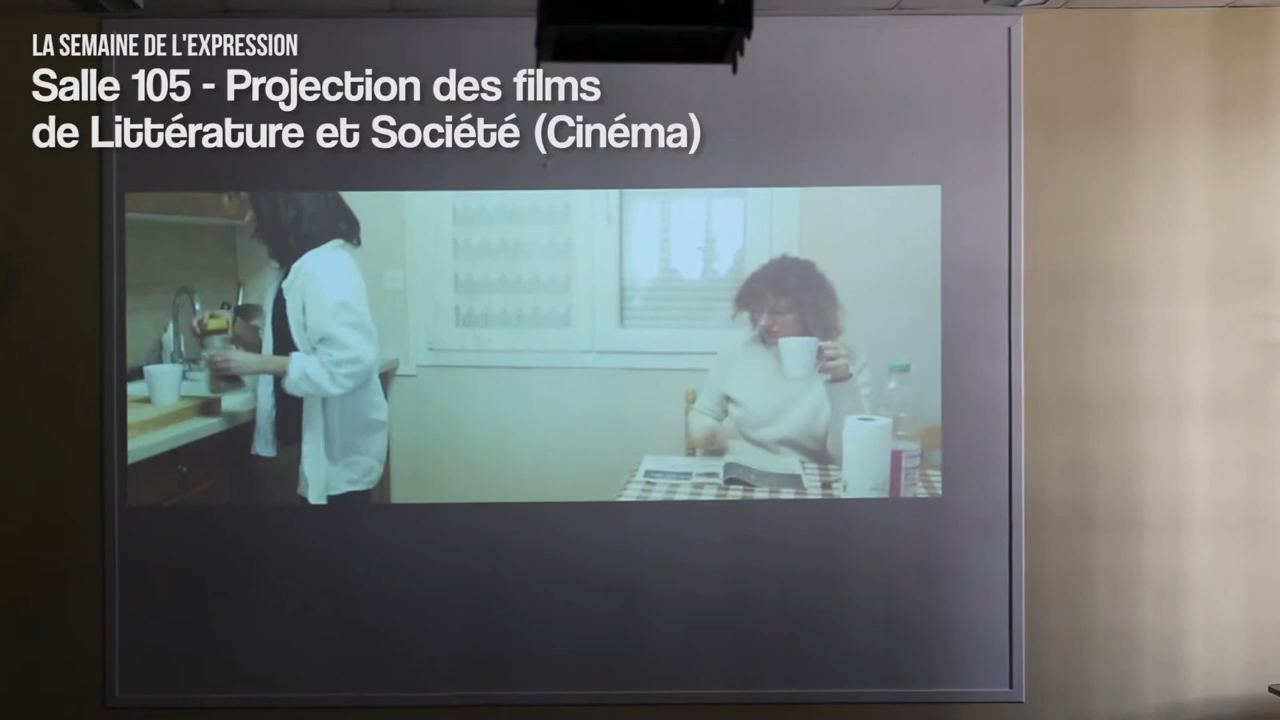 LA SEMAINE DE L'EXPRESSION
Salle 105 - Projection des films
de Littérature et Société (Cinéma)